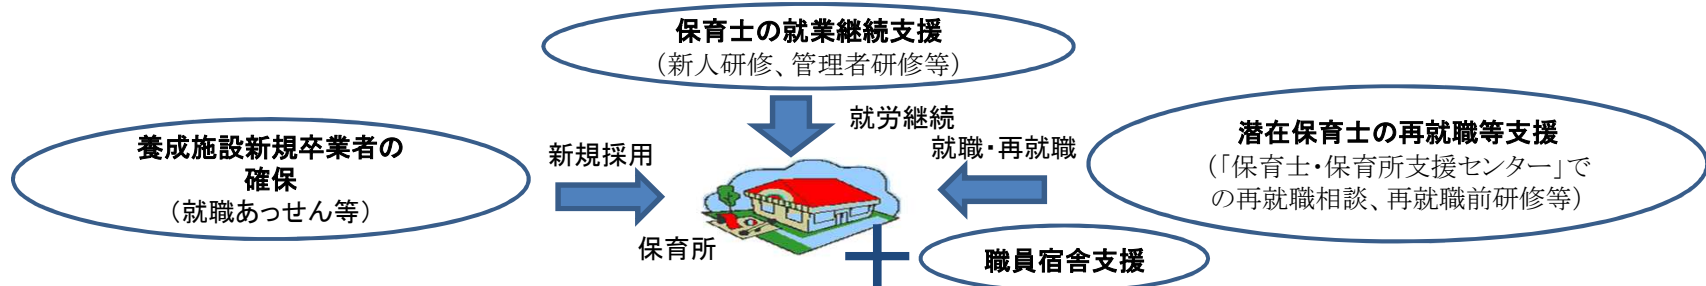 保育士の就業継続支援
（新人研修、管理者研修等）
就労継続
養成施設新規卒業者の
確保
（就職あっせん等）
新規採用
就職・再就職
潜在保育士の再就職等支援
（「保育士・保育所支援センター」で
の再就職相談、再就職前研修等）
保育所
職員宿舎支援